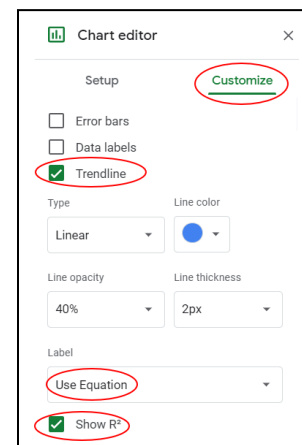 Chart editor
Setup Customize
Error bars
Data labels
Trendline
Type Line color
Linear
Line opacity Line thickness
40% 2px
Label
Use Equation
Show R²